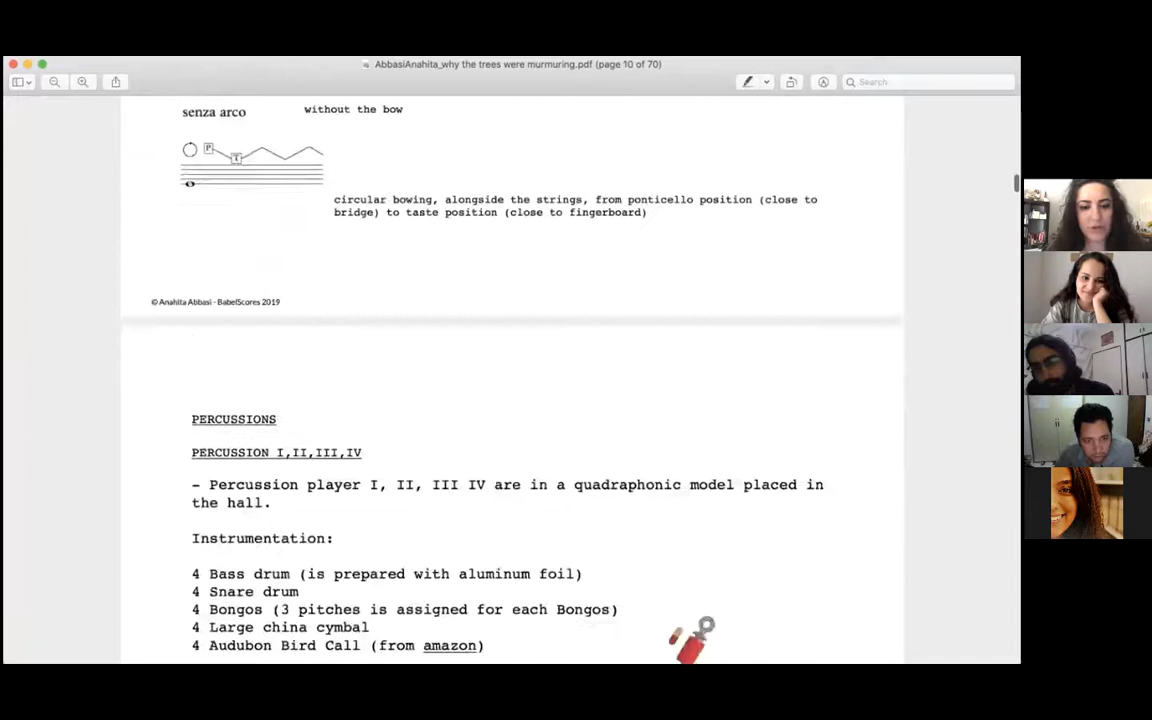 AbbasiAnahita_why the trees were murmuring.pdf (page 10 of 70)
Search
senza arco
without the bow
P
T
circular bowing, alongside the strings, from ponticello position (close to
bridge) to taste position (close to fingerboard)
© Anahita Abbasi - BabelScores 2019
PERCUSSIONS
PERCUSSION I,II,III,IV
- Percussion player I, II, III IV are in a quadraphonic model placed in
the hall.
Instrumentation:
4 Bass drum (is prepared with aluminum foil)
4 Snare drum
4 Bongos (3 pitches is assigned for each Bongos)
4 Large china cymbal
4 Audubon Bird Call (from amazon)